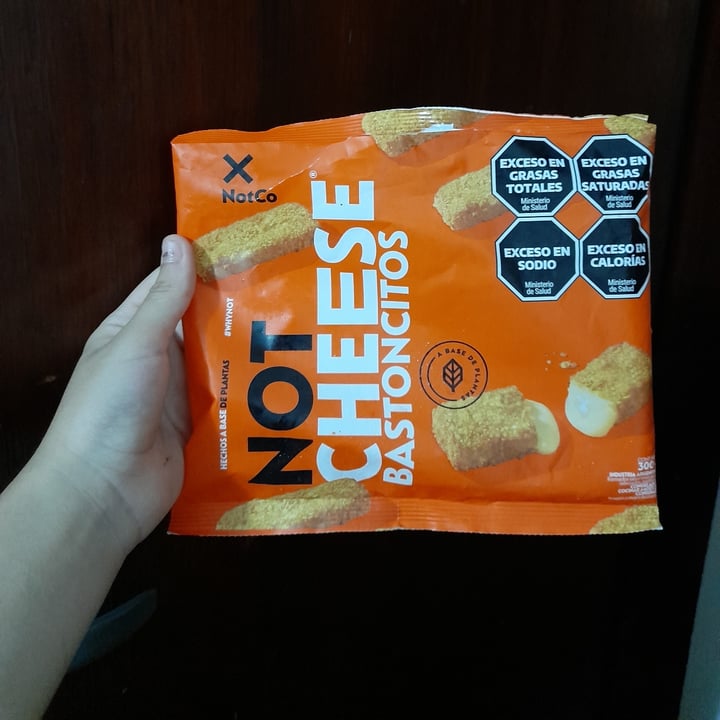 NotCo
#WHYNOT
HECHOS A BASE DE PLANTAS
NOT
CHEESE®
BASTONCITOS
A BASE DE PLANTAS
EXCESO EN
GRASAS
TOTALES
Ministerio
de Salud
EXCESO EN
GRASAS
SATURADAS
Ministerio
de Salud
EXCESO EN
SODIO
Ministerio
de Salud
EXCESO EN
CALORÍAS
Ministerio
de Salud
300
INDUSTRIA